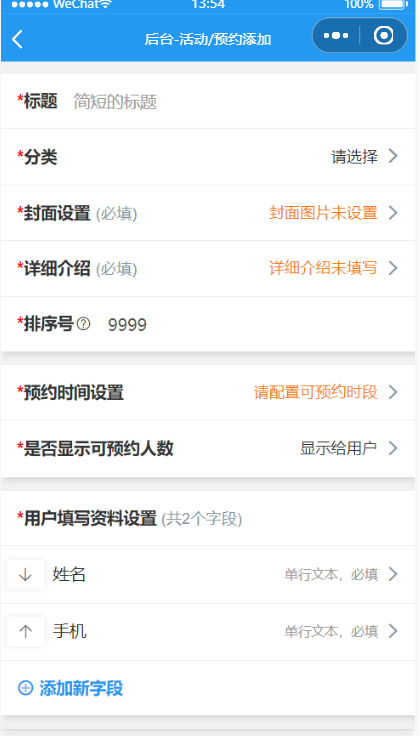 WeChat 13:54 100%
后台-活动/预约添加
*标题 简短的标题
*分类 请选择
*封面设置 (必填) 封面图片未设置
*详细介绍 (必填) 详细介绍未填写
*排序号 9999
*预约时间设置 请配置可预约时段
*是否显示可预约人数 显示给用户
*用户填写资料设置 (共2个字段)
姓名 单行文本，必填
手机 单行文本，必填
添加新字段